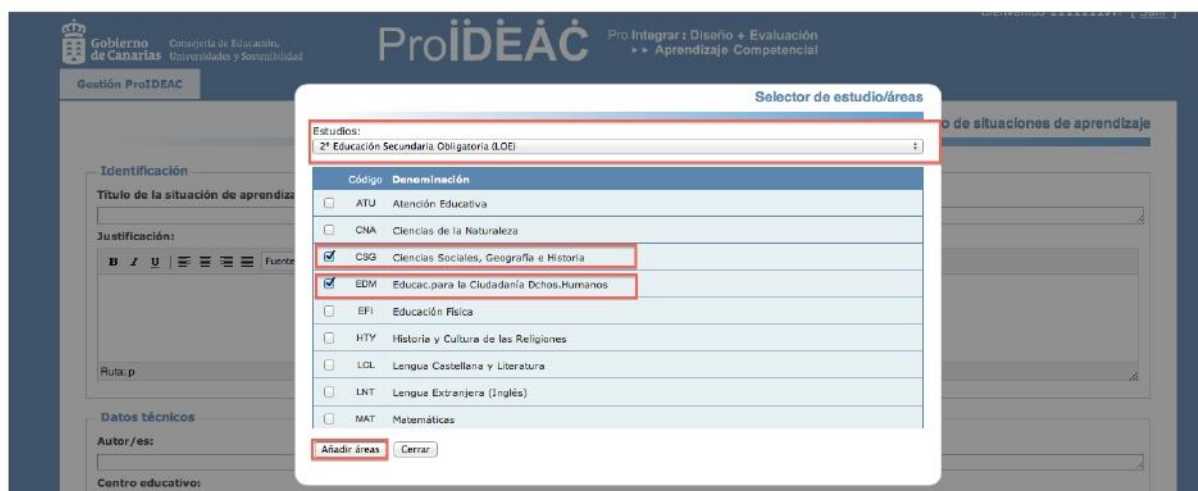 Gobierno de Canarias
Consejería de Educación, Universidades y Sostenibilidad
ProIDEAC
Pro Integrar: Diseño + Evaluación
Aprendizaje Competencial
Gestión ProIDEAC
Selector de estudio/áreas
o de situaciones de aprendizaje
Estudios:
2º Educación Secundaria Obligatoria (LOE)
Identificación
Título de la situación de aprendiza
Justificación:
B I U Fuente
Ruta: p
Código Denominación
ATU Atención Educativa
CNA Ciencias de la Naturaleza
CSG Ciencias Sociales, Geografía e Historia
EDM Educac.para la Ciudadanía Dchos.Humanos
EFI Educación Física
HTY Historia y Cultura de las Religiones
LCL Lengua Castellana y Literatura
LNT Lengua Extranjera (Inglés)
MAT Matemáticas
Añadir áreas Cerrar
Datos técnicos
Autor/es:
Centro educativo: